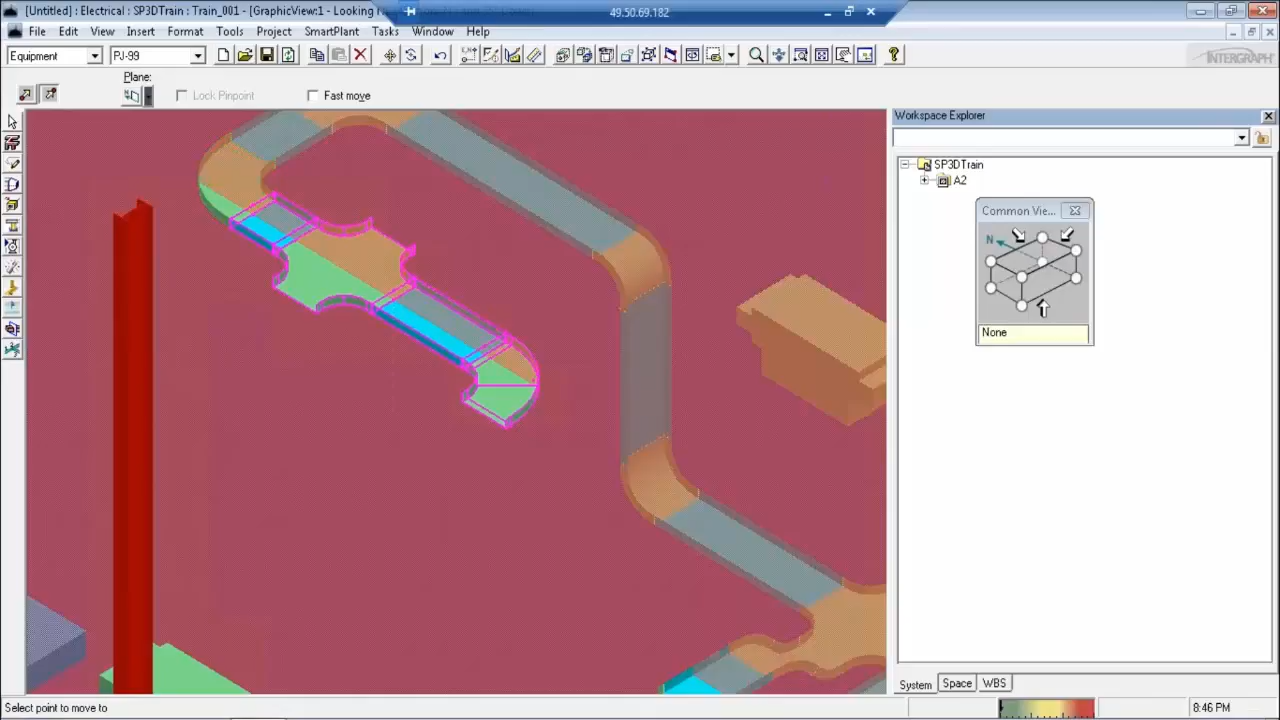 [Untitled] : Electrical : SP3DTrain : Train_001 - [GraphicView:1 - Looking
49.50.69.182
File Edit View Insert Format Tools Project SmartPlant Tasks Window Help
Equipment PJ-99
INTERGRAPH
Plane:
Lock Pinpoint Fast move
Workspace Explorer
SP3DTrain
A2
Common Vie...
N
None
System Space WBS
Select point to move to
8:46 PM